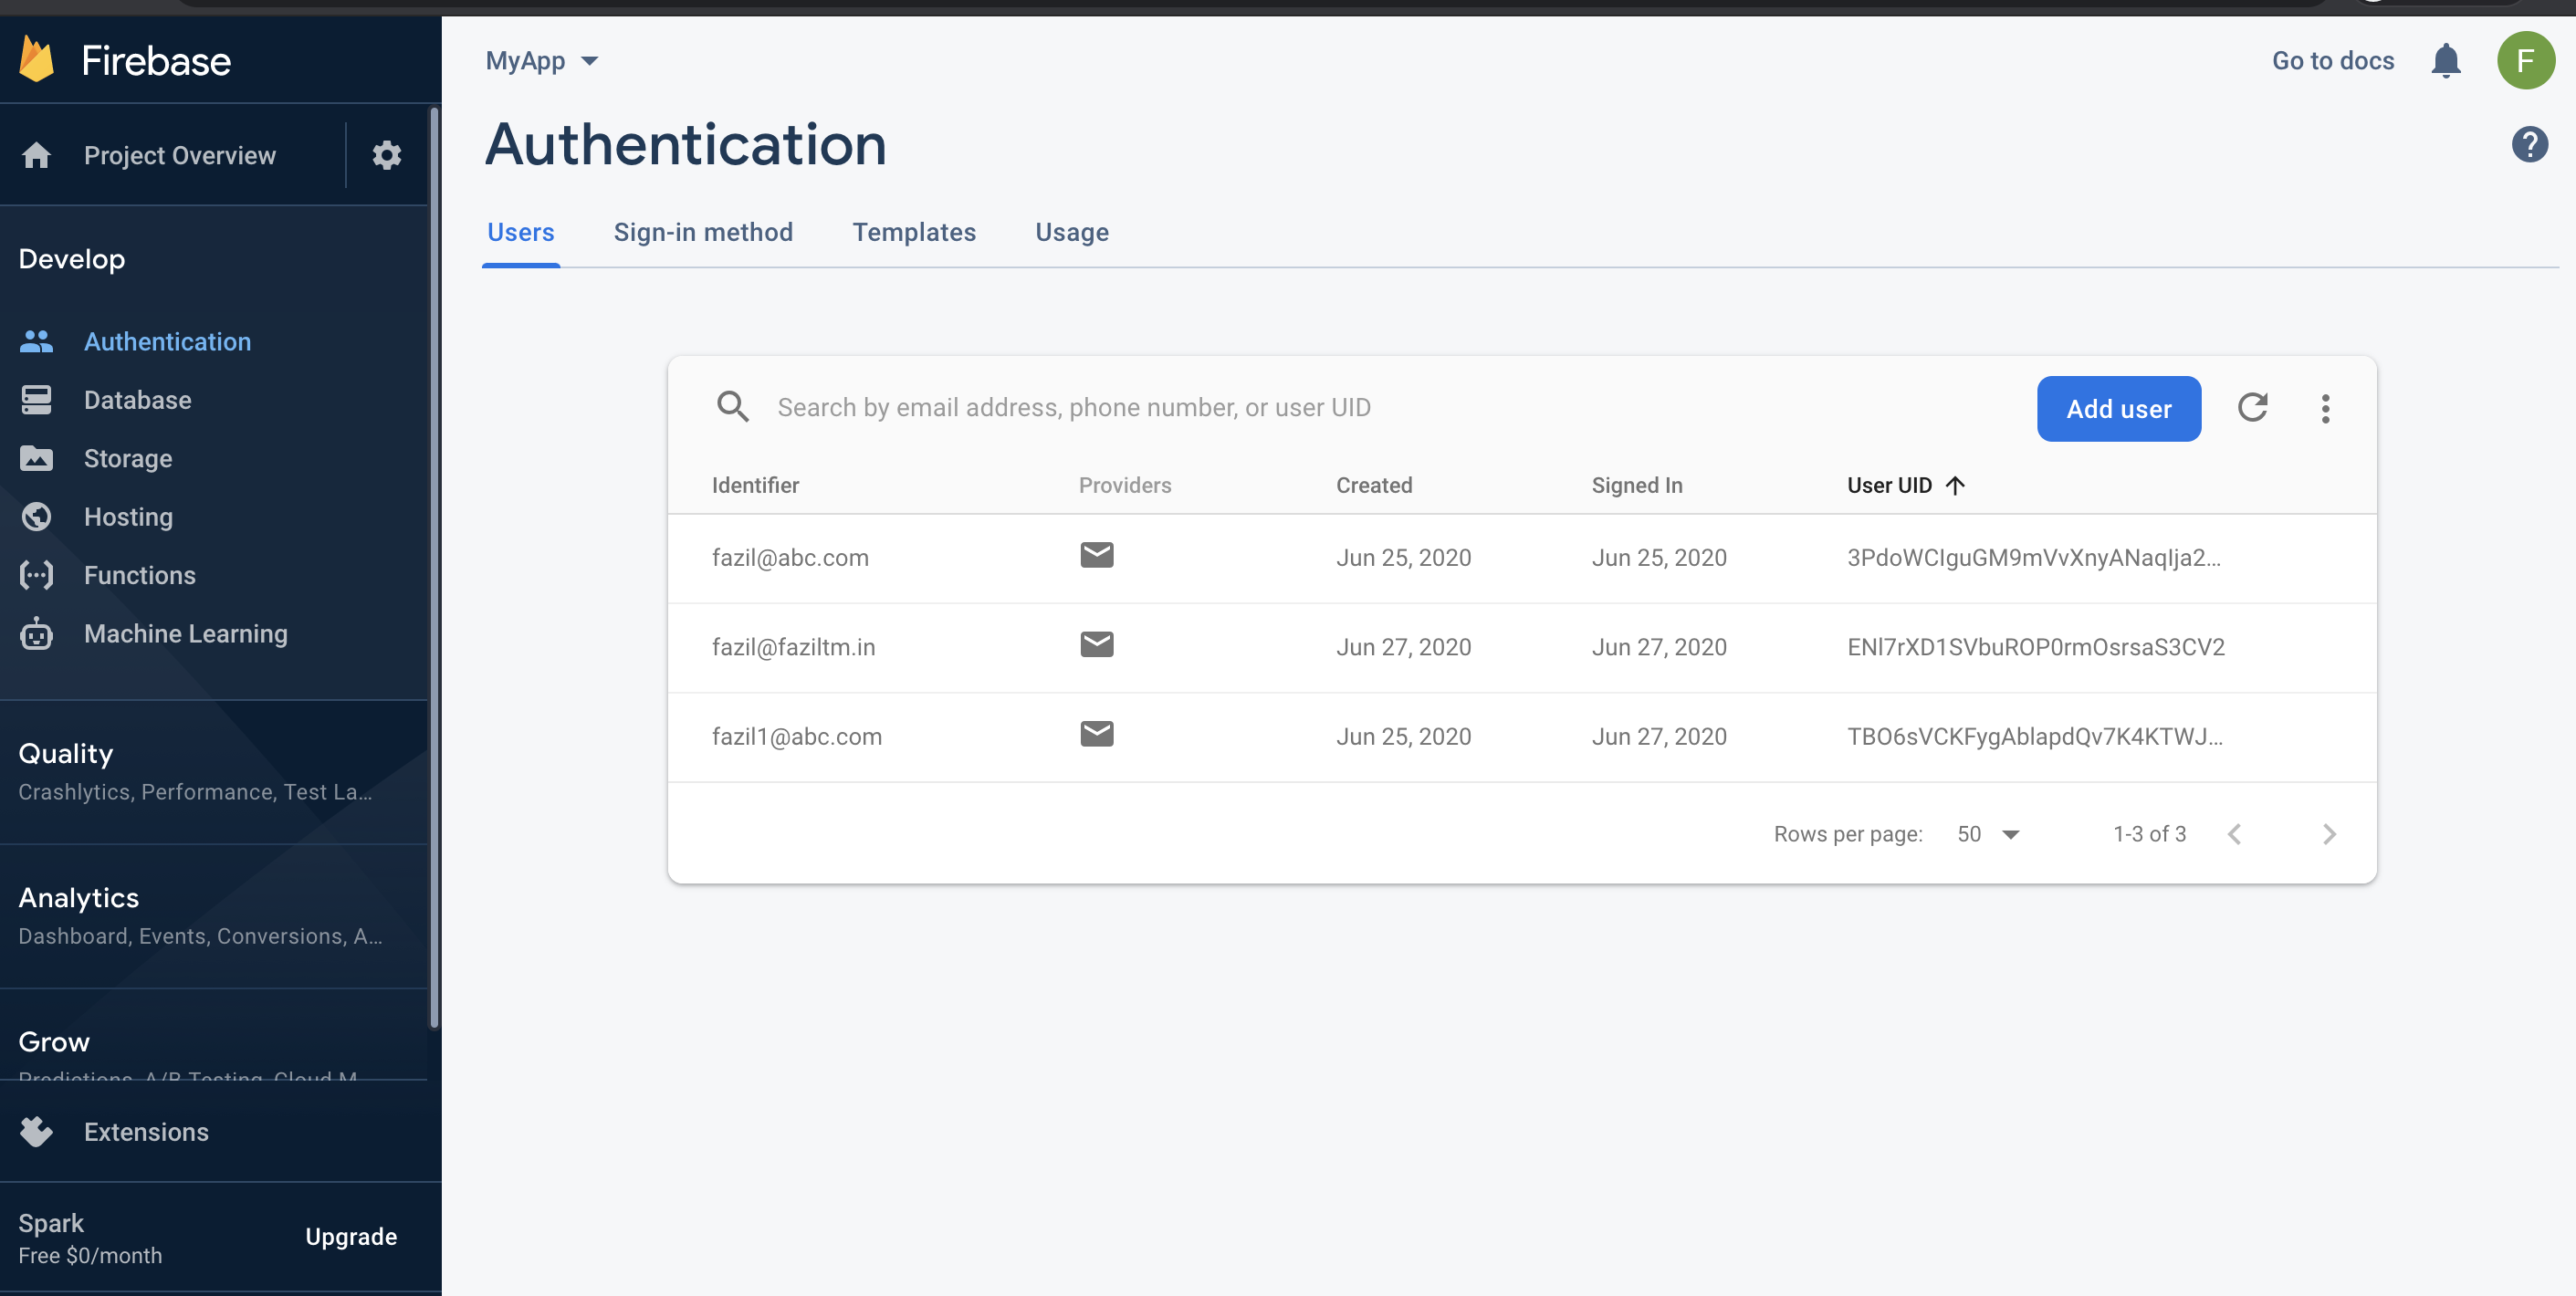 Firebase
Project Overview
Develop
Authentication
Database
Storage
Hosting
Functions
Machine Learning
Quality
Crashlytics, Performance, Test La...
Analytics
Dashboard, Events, Conversions, A...
Grow
Predictions, A/B Testing, Cloud M
Extensions
Spark
Free $0/month
Upgrade
MyApp
Go to docs
F
Authentication
?
Users Sign-in method Templates Usage
Search by email address, phone number, or user UID
Add user
Identifier Providers Created Signed In User UID
fazil@abc.com Jun 25, 2020 Jun 25, 2020 3PdoWCIguGM9mVvXnyANaqIja2...
fazil@faziltm.in Jun 27, 2020 Jun 27, 2020 ENl7rXD1SVbuROP0rmOsrsaS3CV2
fazil1@abc.com Jun 25, 2020 Jun 27, 2020 TBO6sVCKFygAblapdQv7K4KTWJ...
Rows per page: 50 1-3 of 3